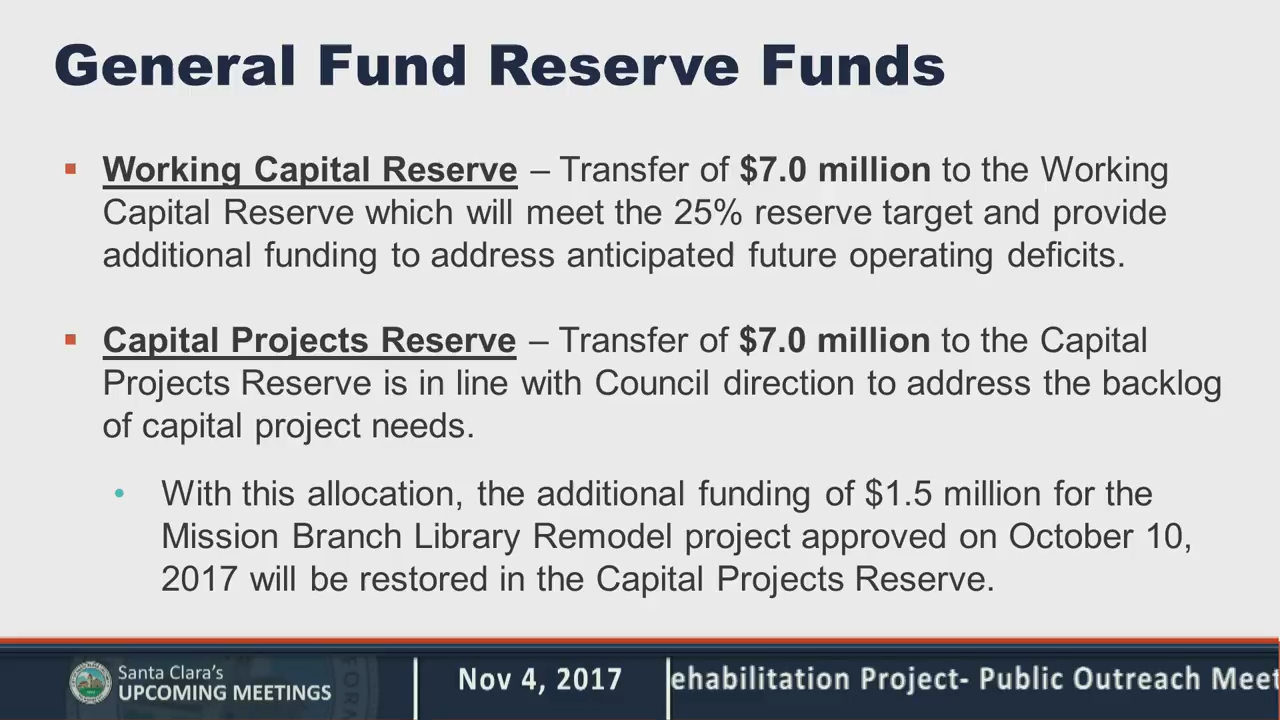 General Fund Reserve Funds
▪ Working Capital Reserve – Transfer of $7.0 million to the Working
Capital Reserve which will meet the 25% reserve target and provide
additional funding to address anticipated future operating deficits.
▪ Capital Projects Reserve – Transfer of $7.0 million to the Capital
Projects Reserve is in line with Council direction to address the backlog
of capital project needs.
• With this allocation, the additional funding of $1.5 million for the
Mission Branch Library Remodel project approved on October 10,
2017 will be restored in the Capital Projects Reserve.
Santa Clara's
UPCOMING MEETINGS
Nov 4, 2017
ehabilitation Project- Public Outreach Meet